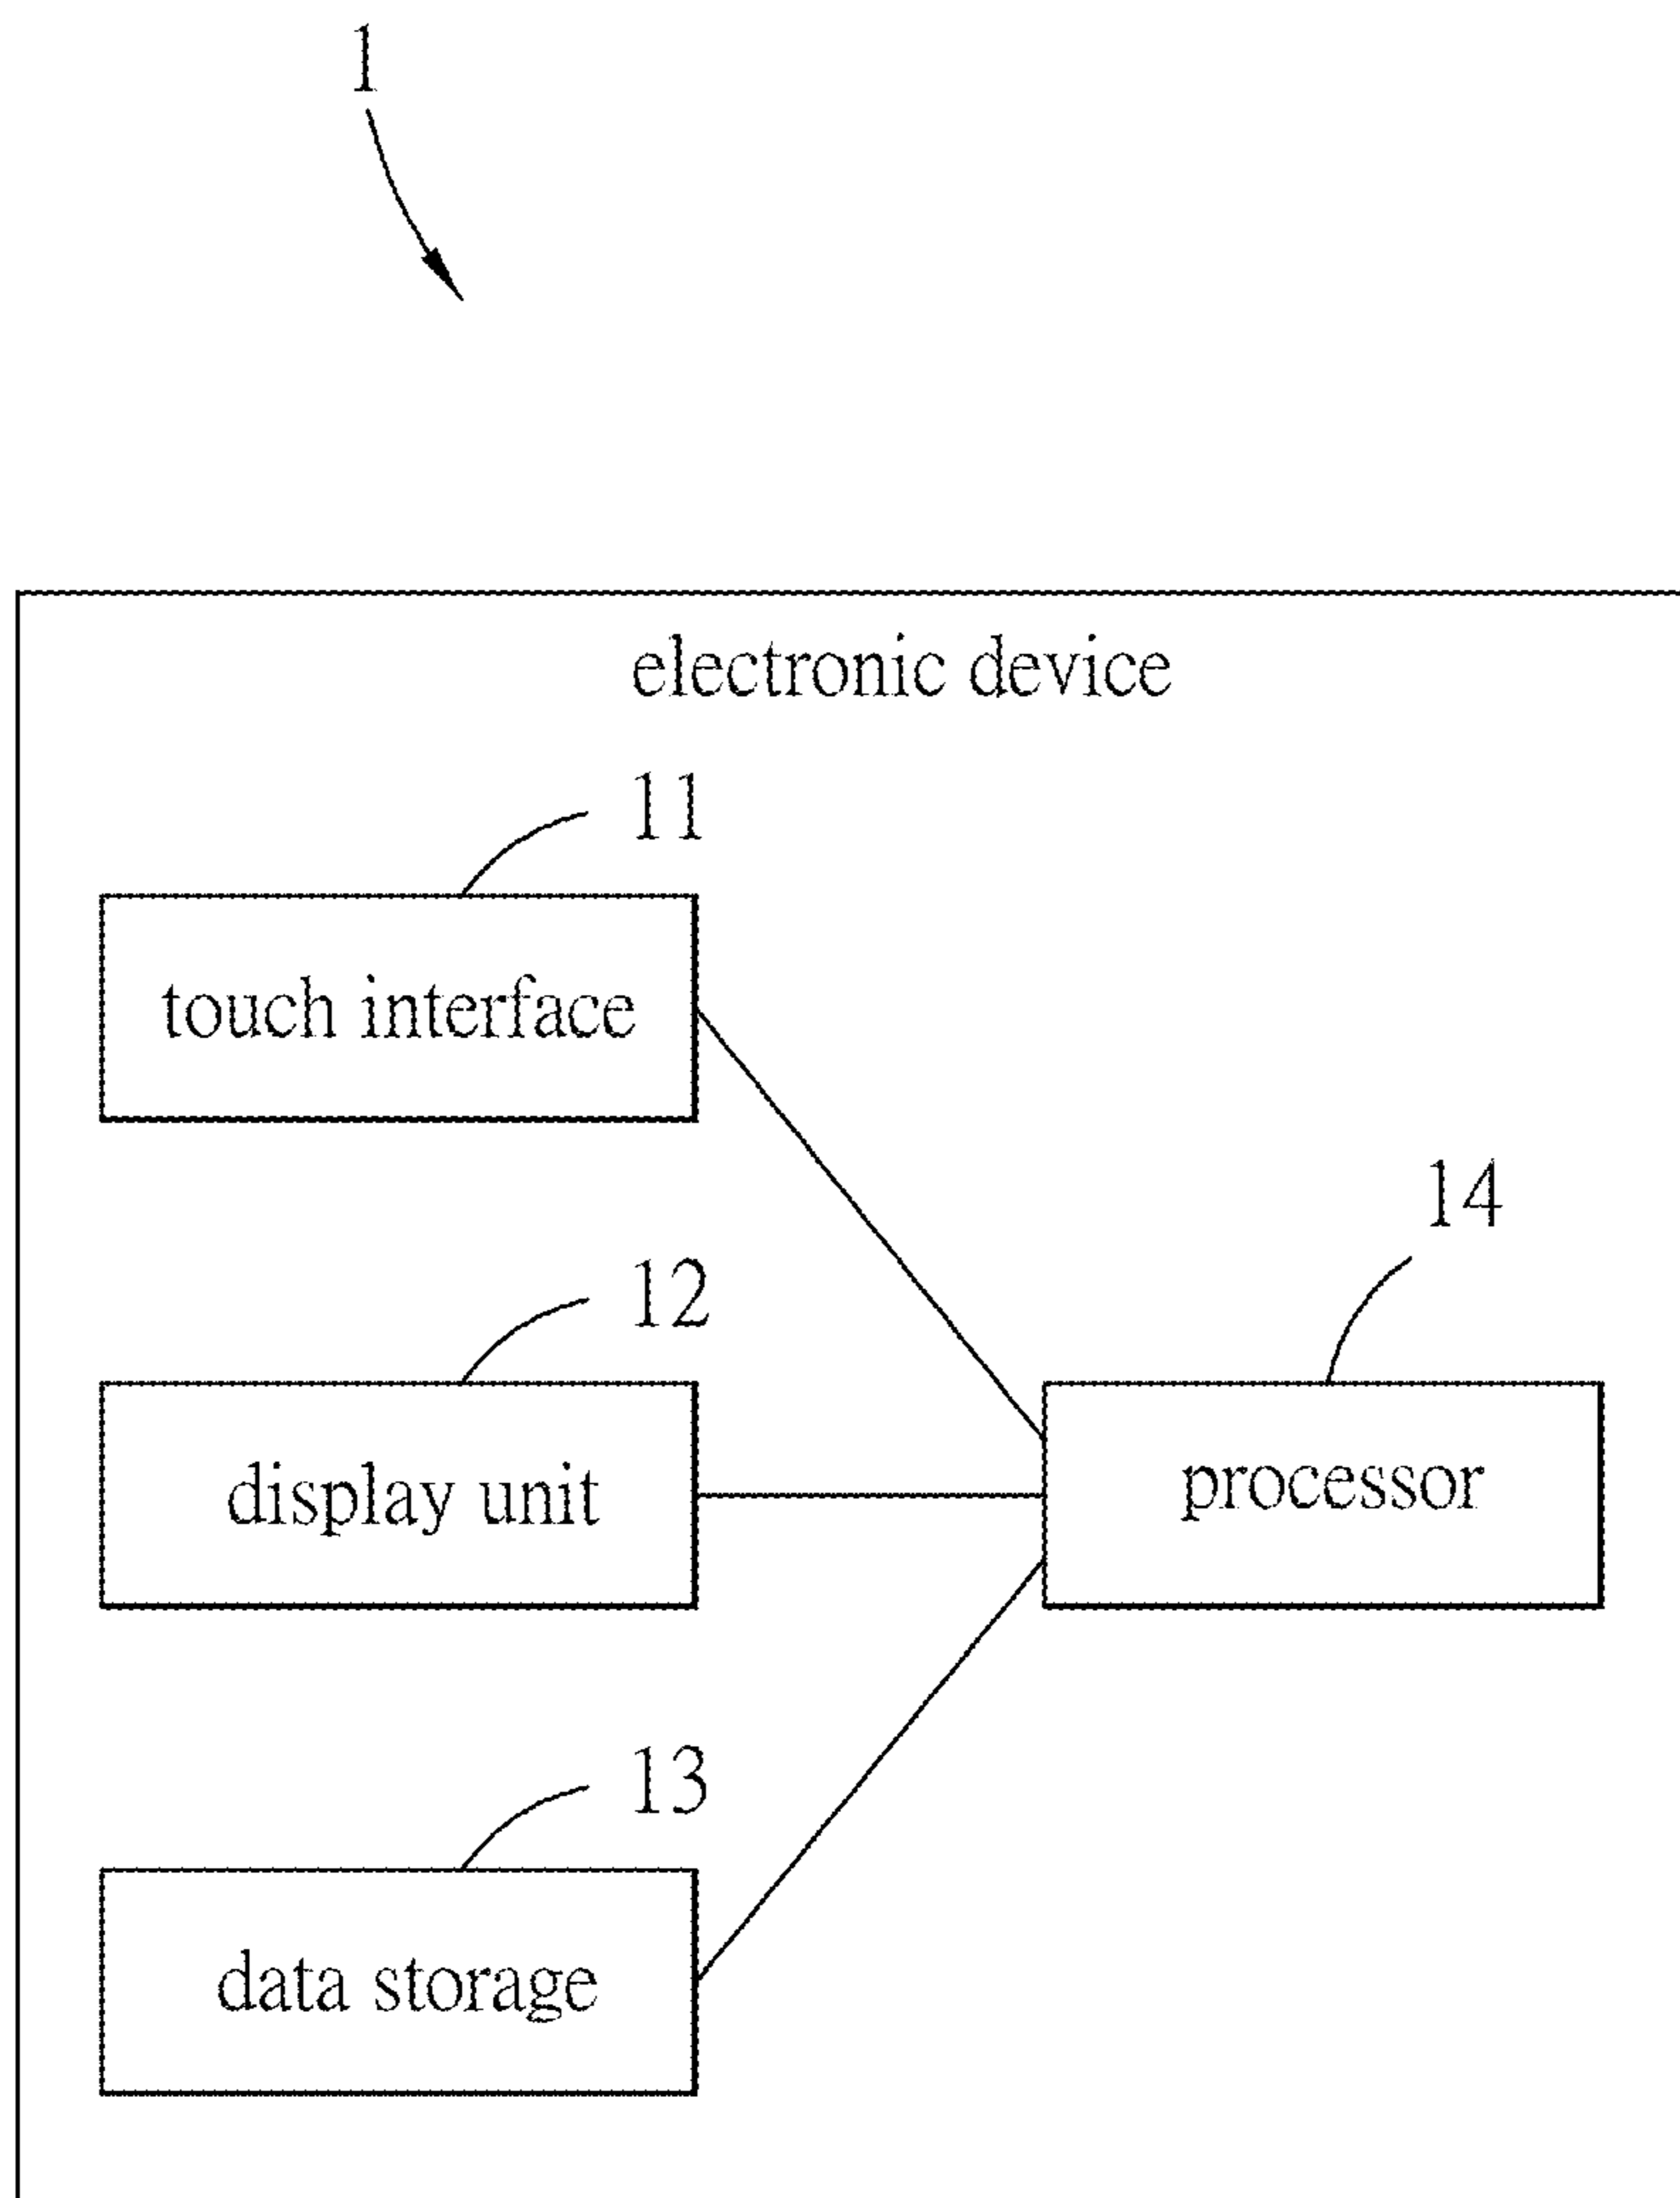 1
electronic device
11
touch interface
14
12
display unit
processor
13
data storage